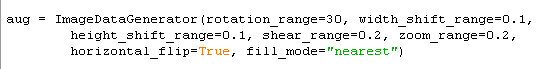 aug = ImageDataGenerator(rotation_range=30, width_shift_range=0.1,
height_shift_range=0.1, shear_range=0.2, zoom_range=0.2,
horizontal_flip=True, fill_mode="nearest")